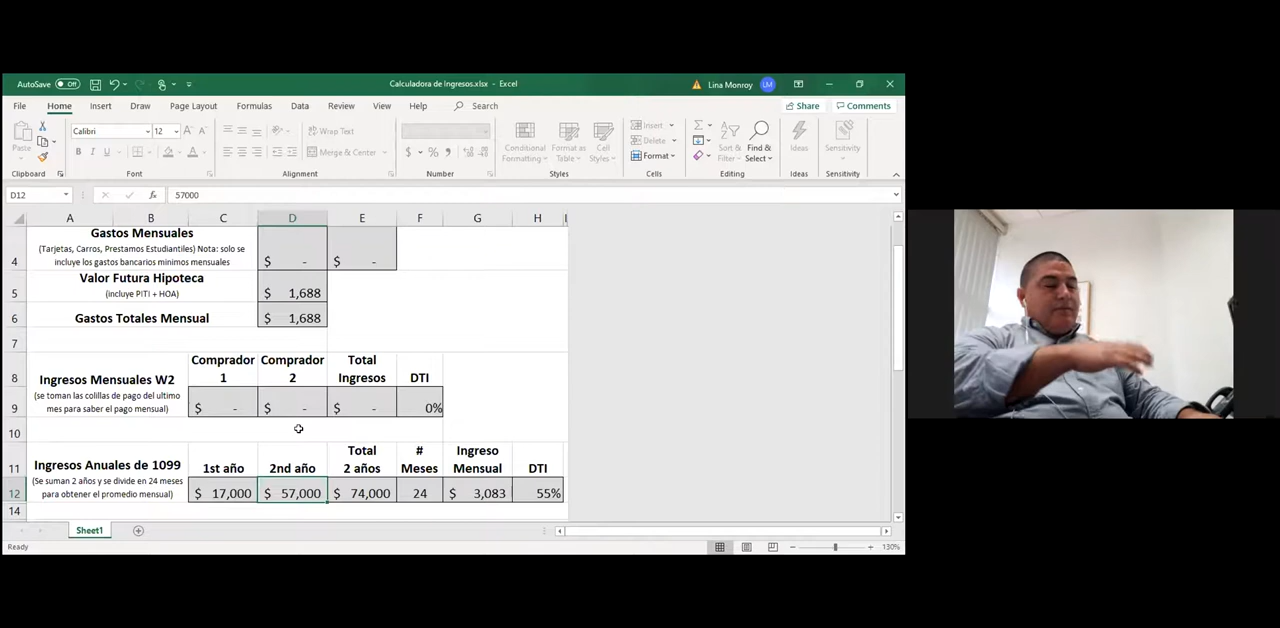 AutoSave Off
Calculadora de Ingresos.xlsx - Excel
Lina Monroy LM
File Home Insert Draw Page Layout Formulas Data Review View Help Search
Share Comments
Paste
Calibri 12
Wrap Text
Merge & Center
Conditional Formatting
Format as Table
Cell Styles
Insert
Delete
Format
Sort & Filter
Find & Select
Ideas
Sensitivity
Clipboard Font Alignment Number Styles Cells Editing Ideas Sensitivity
D12 fx 57000
A B C D E F G H I
Gastos Mensuales
(Tarjetas, Carros, Prestamos Estudiantiles) Nota: solo se
incluye los gastos bancarios minimos mensuales
4 $ - $ -
Valor Futura Hipoteca
(incluye PITI + HOA)
5 $ 1,688
6 Gastos Totales Mensual $ 1,688
7
8 Ingresos Mensuales W2 Comprador 1 Comprador 2 Total Ingresos DTI
(se toman las colillas de pago del ultimo
mes para saber el pago mensual)
9 $ - $ - $ - 0%
10
11 Ingresos Anuales de 1099 1st año 2nd año Total 2 años # Meses Ingreso Mensual DTI
(Se suman 2 años y se divide en 24 meses
para obtener el promedio mensual)
12 $ 17,000 $ 57,000 $ 74,000 24 $ 3,083 55%
14
Sheet1
Ready
130%